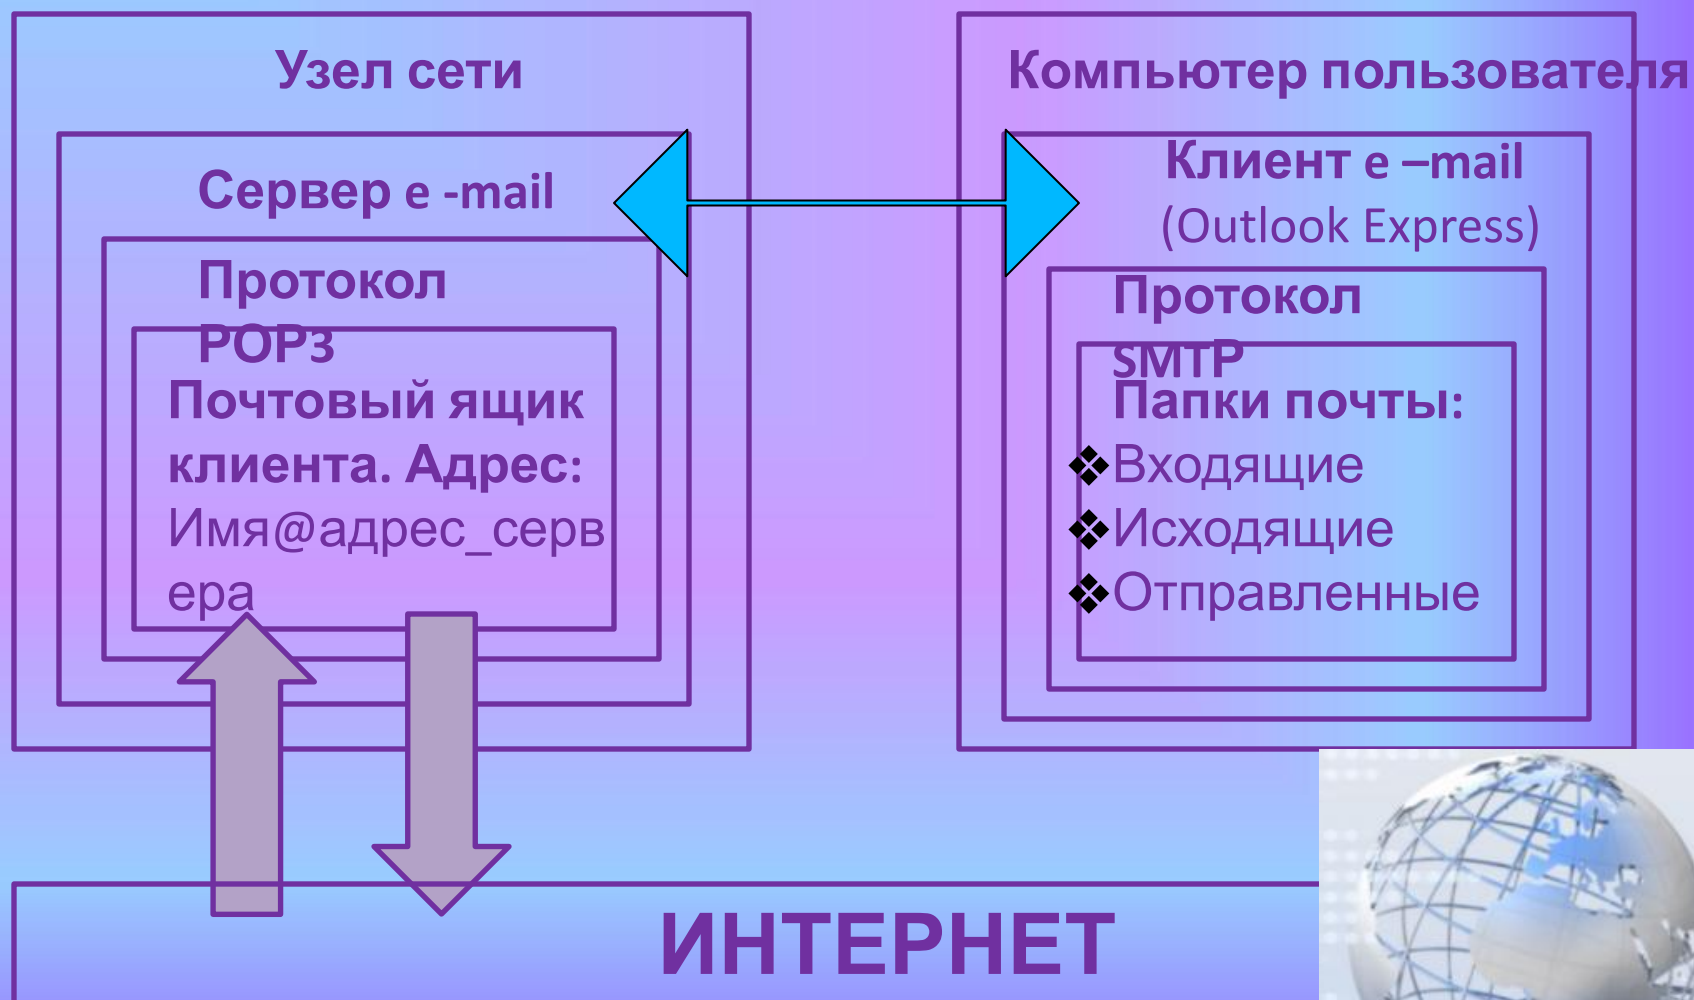 Узел сети
Сервер e -mail
Протокол
POP3
Почтовый ящик
клиента. Адрес:
Имя@адрес_серв
ера
Компьютер пользователя
Клиент e –mail
(Outlook Express)
Протокол
SMTP
Папки почты:
❖Входящие
❖Исходящие
❖Отправленные
ИНТЕРНЕТ